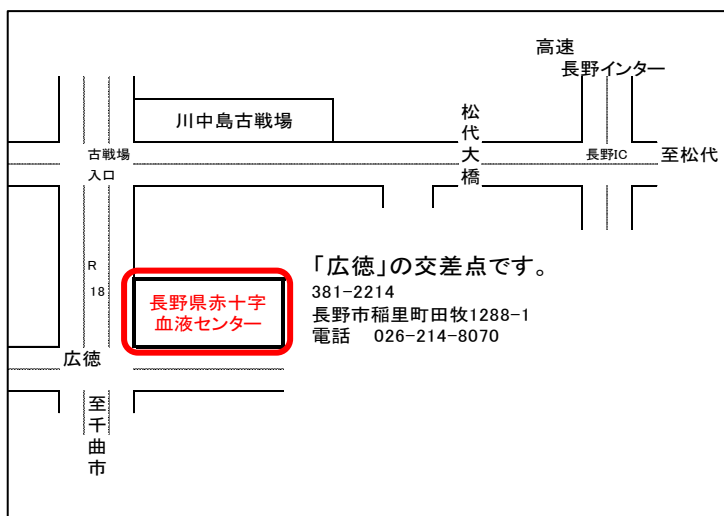 高速
長野インター
川中島古戦場
松代大橋
古戦場
入口
長野IC
至松代
R
18
「広徳」の交差点です。
381-2214
長野市稲里町田牧1288-1
電話　026-214-8070
長野県赤十字
血液センター
広徳
至千曲市